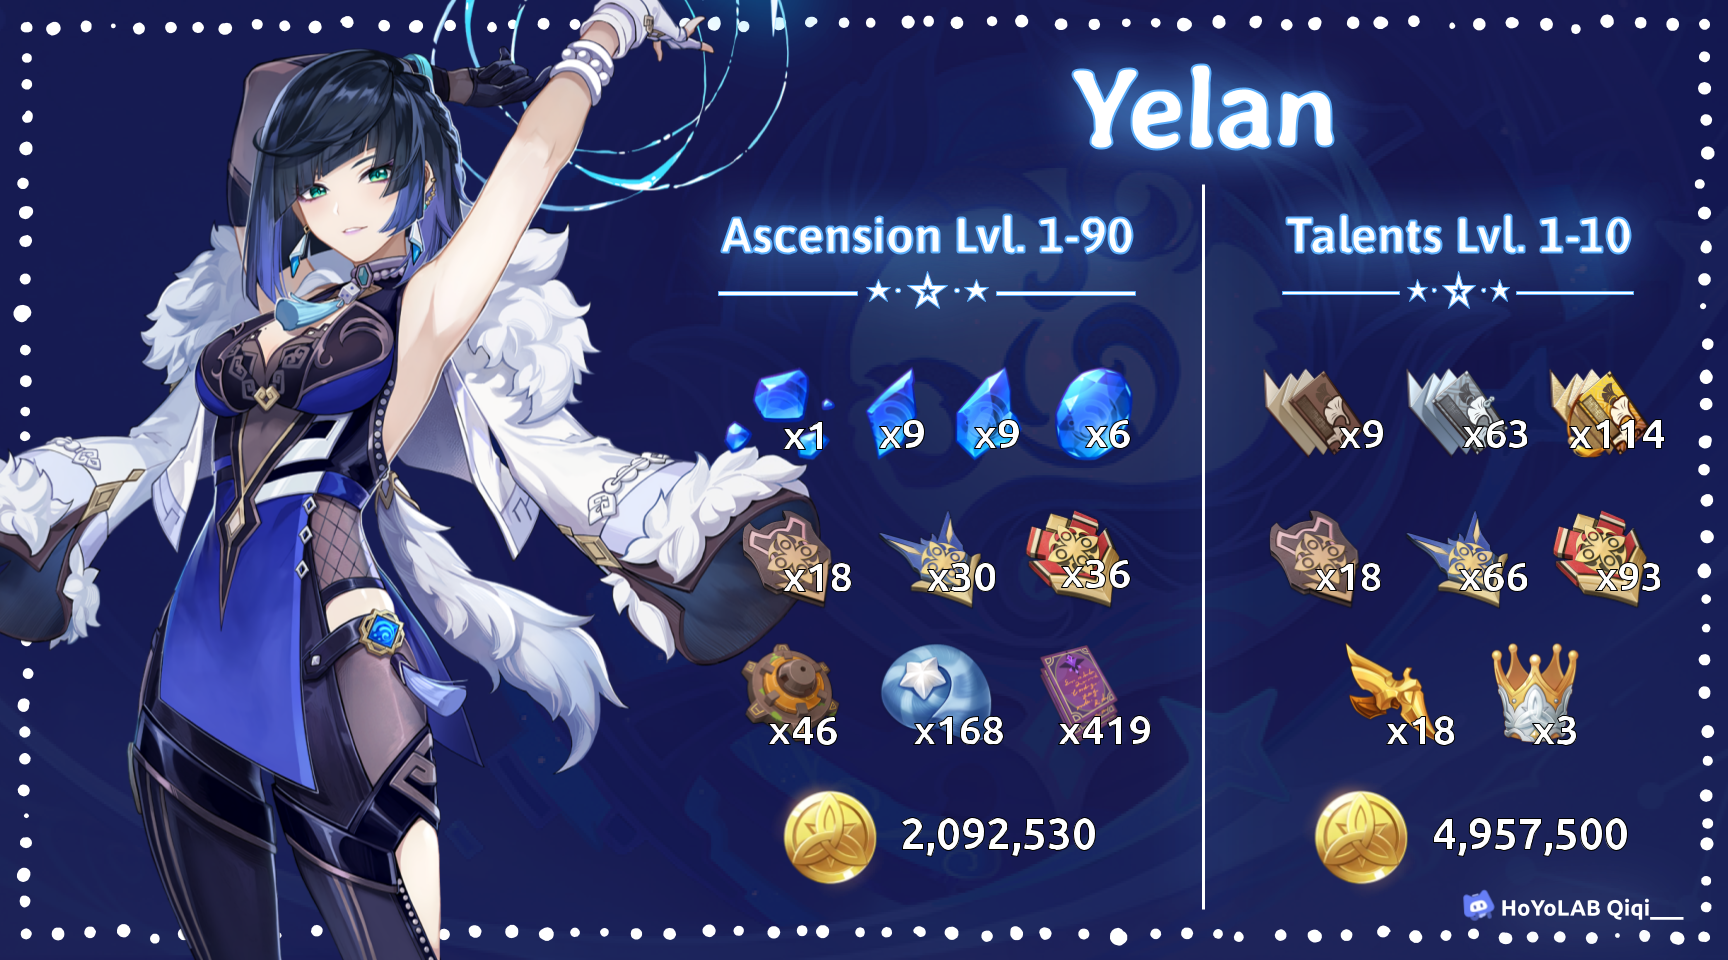 Yelan
Ascension Lvl. 1-90
x1 x9 x9 x6
x18 x30 x36
x46 x168 x419
2,092,530
Talents Lvl. 1-10
x9 x63 x114
x18 x66 x93
x18 x3
4,957,500
HoYoLAB Qiqi___